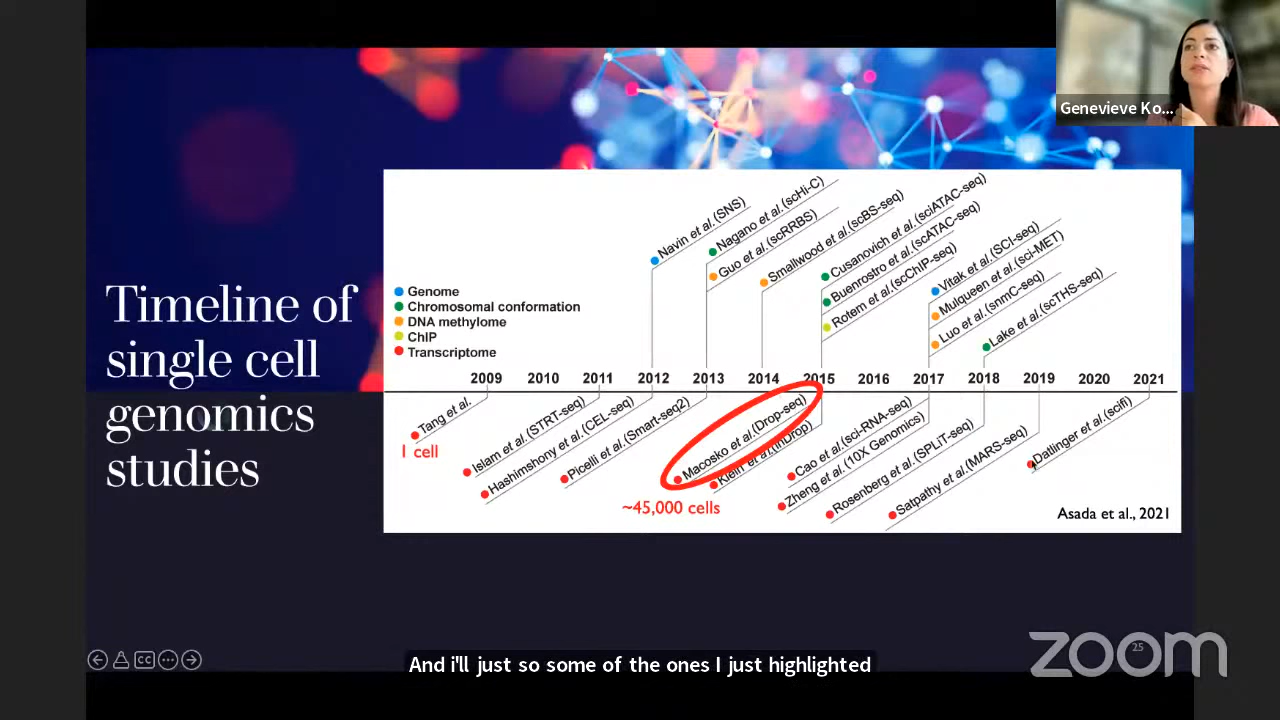 Genevieve Ko...
Timeline of
single cell
genomics
studies
Genome
Chromosomal conformation
DNA methylome
ChIP
Transcriptome
Navin et al. (SNS)
Nagano et al. (scHi-C)
Guo et al. (scRRBS)
Smallwood et al. (scBS-seq)
Cusanovich et al. (sciATAC-seq)
Buenrostro et al. (scATAC-seq)
Rotem et al. (scChIP-seq)
Vitak et al. (SCI-seq)
Mulqueen et al. (sci-MET)
Luo et al. (snmC-seq)
Lake et al. (scTHS-seq)
2009 2010 2011 2012 2013 2014 2015 2016 2017 2018 2019 2020 2021
Tang et al.
1 cell
Islam et al. (STRT-seq)
Hashimshony et al. (CEL-seq)
Picelli et al. (Smart-seq2)
Macosko et al. (Drop-seq)
Klein et al. (InDrop)
~45,000 cells
Cao et al. (sci-RNA-seq)
Zheng et al. (10X Genomics)
Rosenberg et al. (SPLiT-seq)
Satpathy et al. (MARS-seq)
Datlinger et al. (scifi)
Asada et al., 2021
CC
25
zoom
And i'll just so some of the ones I just highlighted